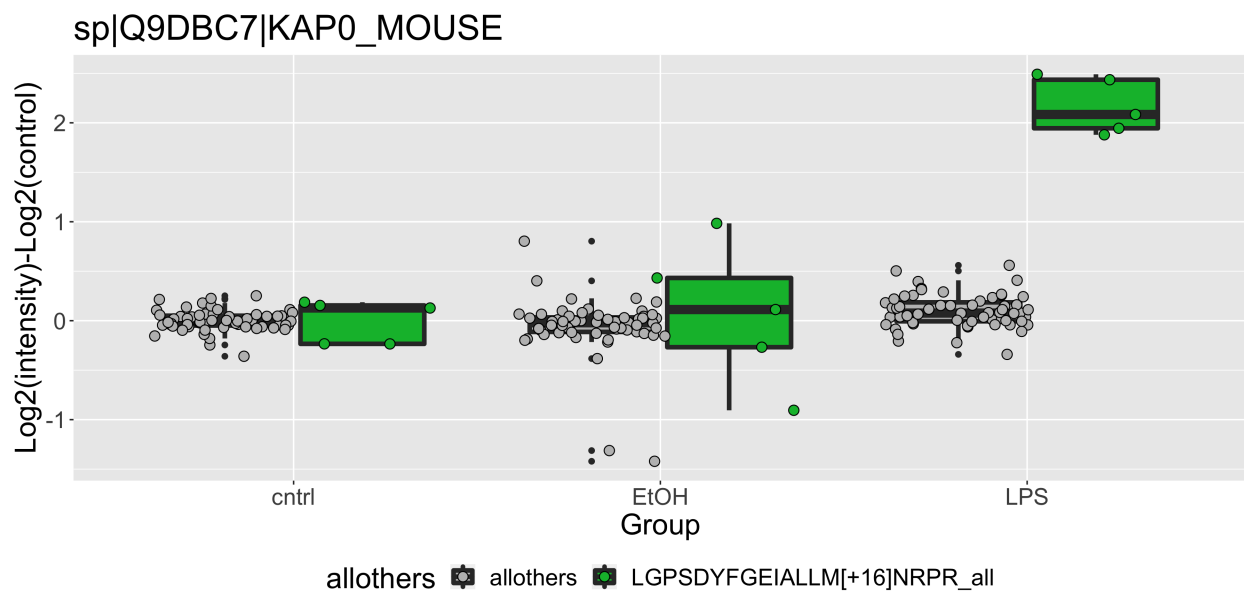 sp|Q9DBC7|KAP0_MOUSE
Log2(intensity)-Log2(control)
2
1
0
-1
cntrl EtOH LPS
Group
allothers allothers LGPSDYFGEIALLM[+16]NRPR_all